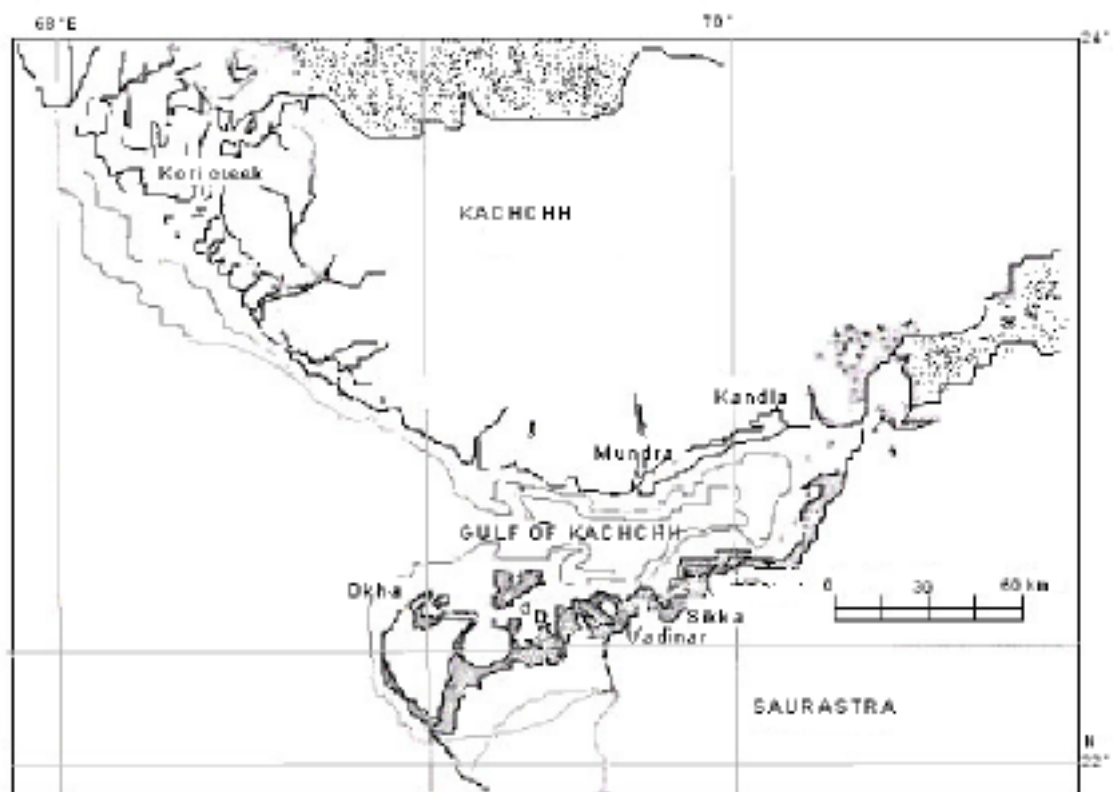 68°E
70°
24°
Kori creek
KACHCHH
Kandla
Mundra
GULF OF KACHCHH
Okha
0 30 60 km
Sikka
Vadinar
SAURASTRA
N
22°